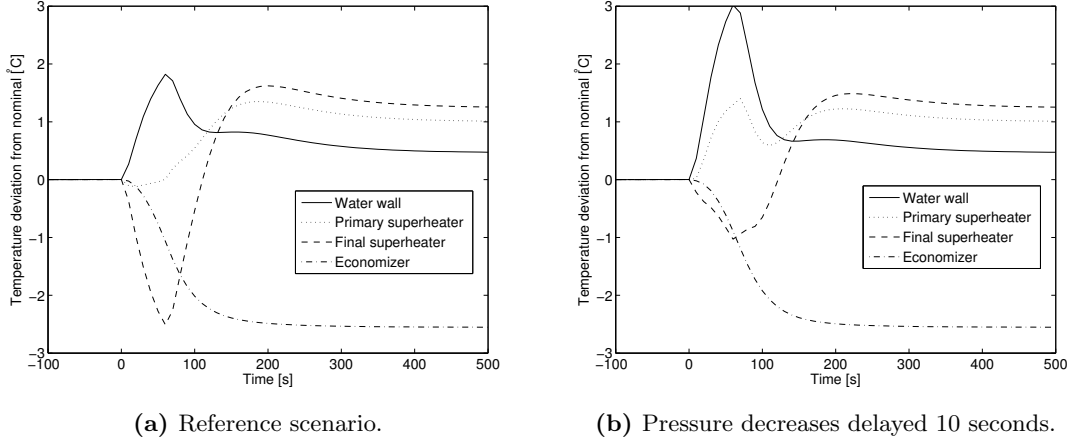 3
2
1
0
−1
−2
−3
−100
0
100
200
300
400
500
Time [s]
Temperature deviation from nominal [°C]
Water wall
Primary superheater
Final superheater
Economizer
(a) Reference scenario.
3
2
1
0
−1
−2
−3
−100
0
100
200
300
400
500
Time [s]
Temperature deviation from nominal [°C]
Water wall
Primary superheater
Final superheater
Economizer
(b) Pressure decreases delayed 10 seconds.